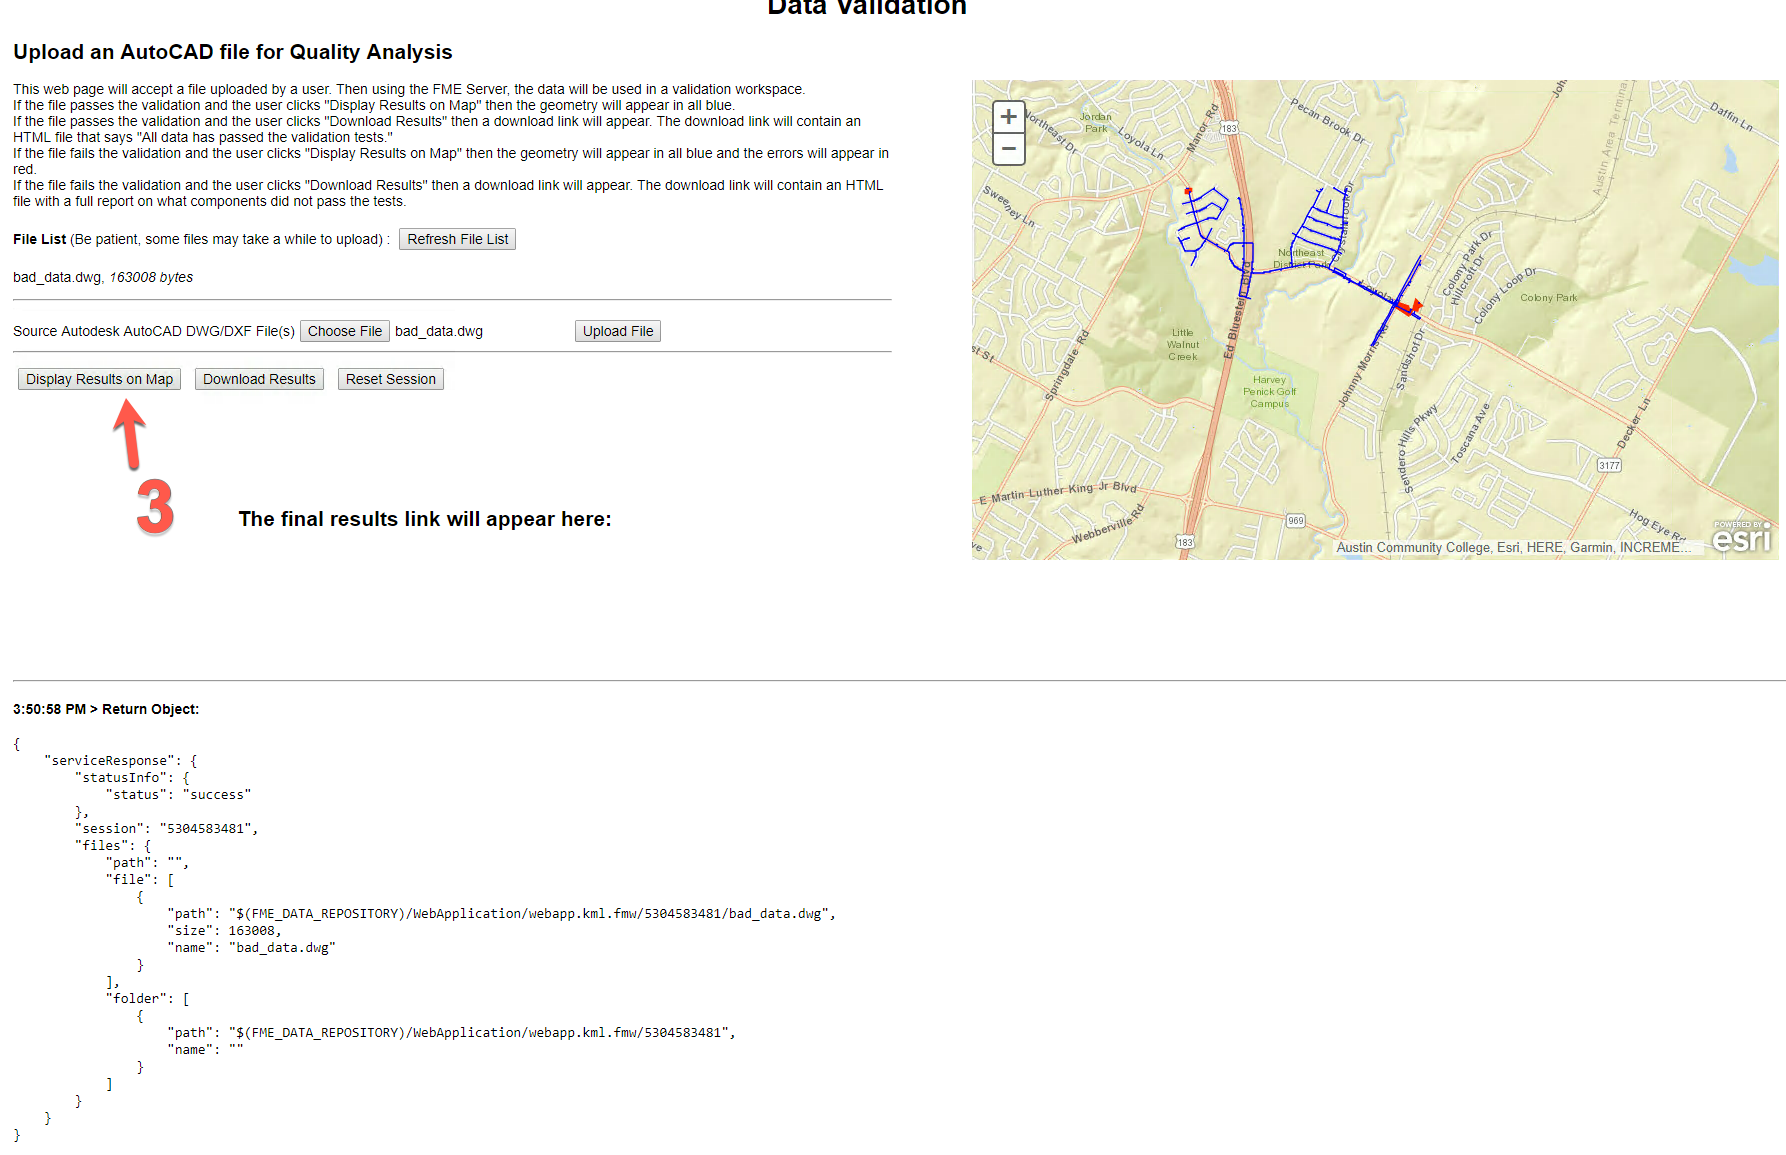 Data Validation
Upload an AutoCAD file for Quality Analysis
This web page will accept a file uploaded by a user. Then using the FME Server, the data will be used in a validation workspace.
If the file passes the validation and the user clicks "Display Results on Map" then the geometry will appear in all blue.
If the file passes the validation and the user clicks "Download Results" then a download link will appear. The download link will contain an
HTML file that says "All data has passed the validation tests."
If the file fails the validation and the user clicks "Display Results on Map" then the geometry will appear in all blue and the errors will appear in
red.
If the file fails the validation and the user clicks "Download Results" then a download link will appear. The download link will contain an HTML
file with a full report on what components did not pass the tests.
File List (Be patient, some files may take a while to upload) : Refresh File List
bad_data.dwg, 163008 bytes
Source Autodesk AutoCAD DWG/DXF File(s) Choose File bad_data.dwg Upload File
Display Results on Map Download Results Reset Session
3
The final results link will appear here:
+
−
Northeast Dr
Jordan
Park
Loyola Ln
Manor Rd
183
Pecan Brook Dr
Joh
Austin Area Termina
Daffin Ln
Sweeney Ln
Northeast
District Park
Crystalbrook Dr
Loyola
Colony Park Dr
Hillcroft Dr
Colony Loop Dr
Colony Park
Little
Walnut
Creek
Ed Bluestein Blvd
st St
Springdale Rd
Harvey
Penick Golf
Campus
Johnny Morris Rd
Sandshof Dr
Sendero Hills Pkwy
Toscana Ave
Decker Ln
3177
E Martin Luther King Jr Blvd
Webberville Rd
969
183
ve
Hog Eye Rd
POWERED BY
esri
Austin Community College, Esri, HERE, Garmin, INCREME...
3:50:58 PM > Return Object:
{
"serviceResponse": {
"statusInfo": {
"status": "success"
},
"session": "5304583481",
"files": {
"path": "",
"file": [
{
"path": "$(FME_DATA_REPOSITORY)/WebApplication/webapp.kml.fmw/5304583481/bad_data.dwg",
"size": 163008,
"name": "bad_data.dwg"
}
],
"folder": [
{
"path": "$(FME_DATA_REPOSITORY)/WebApplication/webapp.kml.fmw/5304583481",
"name": ""
}
]
}
}
}